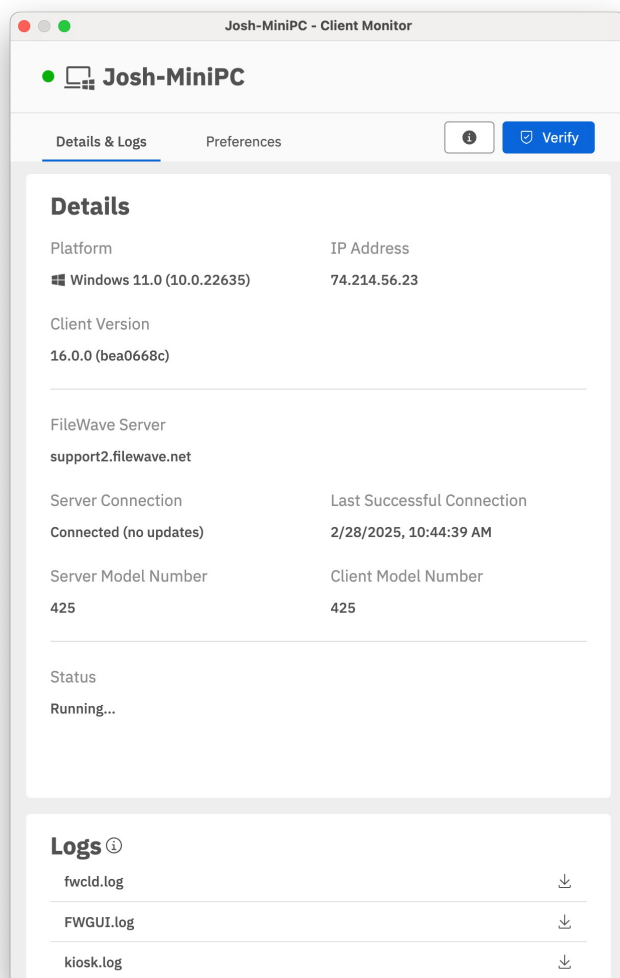 Josh-MiniPC - Client Monitor
Josh-MiniPC
Details & Logs Preferences Verify
Details
Platform IP Address
Windows 11.0 (10.0.22635) 74.214.56.23
Client Version
16.0.0 (bea0668c)
FileWave Server
support2.filewave.net
Server Connection Last Successful Connection
Connected (no updates) 2/28/2025, 10:44:39 AM
Server Model Number Client Model Number
425 425
Status
Running...
Logs
fwcld.log
FWGUI.log
kiosk.log